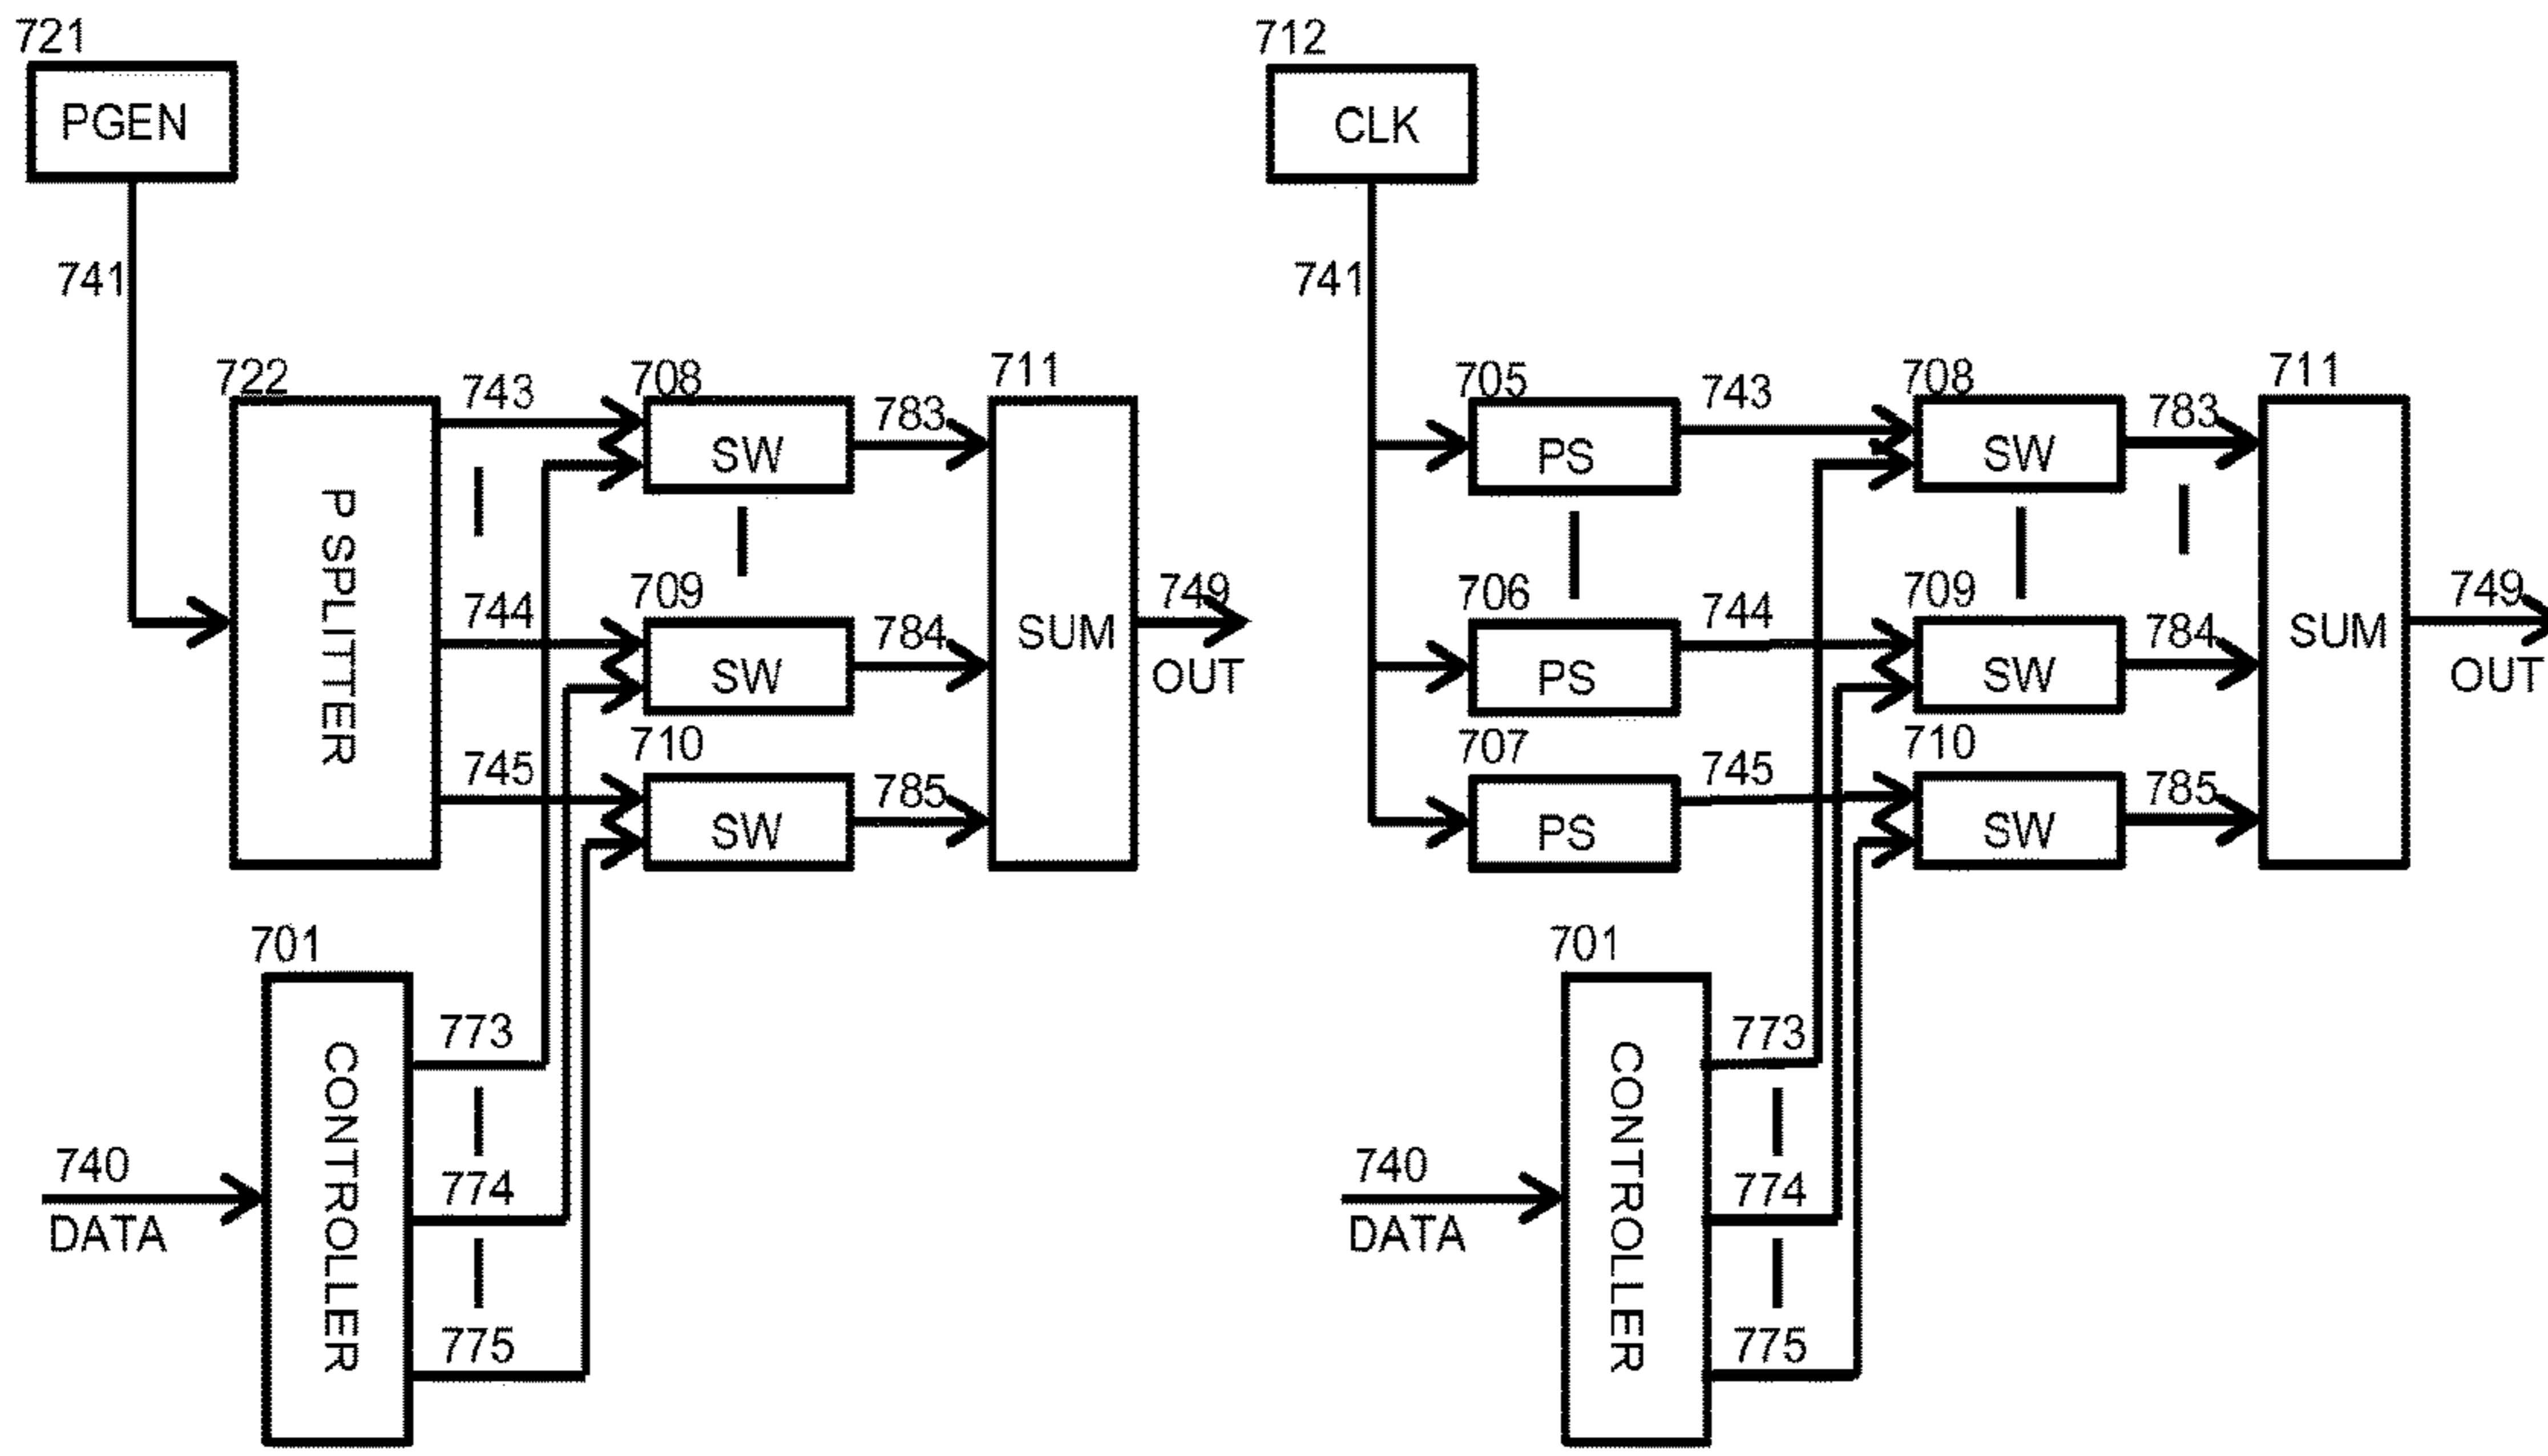 721
PGEN
741
722
P SPLITTER
743
744
745
708
SW
709
SW
710
SW
783
784
785
711
SUM
749
OUT
701
CONTROLLER
773
774
775
740
DATA
712
CLK
741
705
PS
706
PS
707
PS
743
744
745
708
SW
709
SW
710
SW
783
784
785
711
SUM
749
OUT
701
CONTROLLER
773
774
775
740
DATA